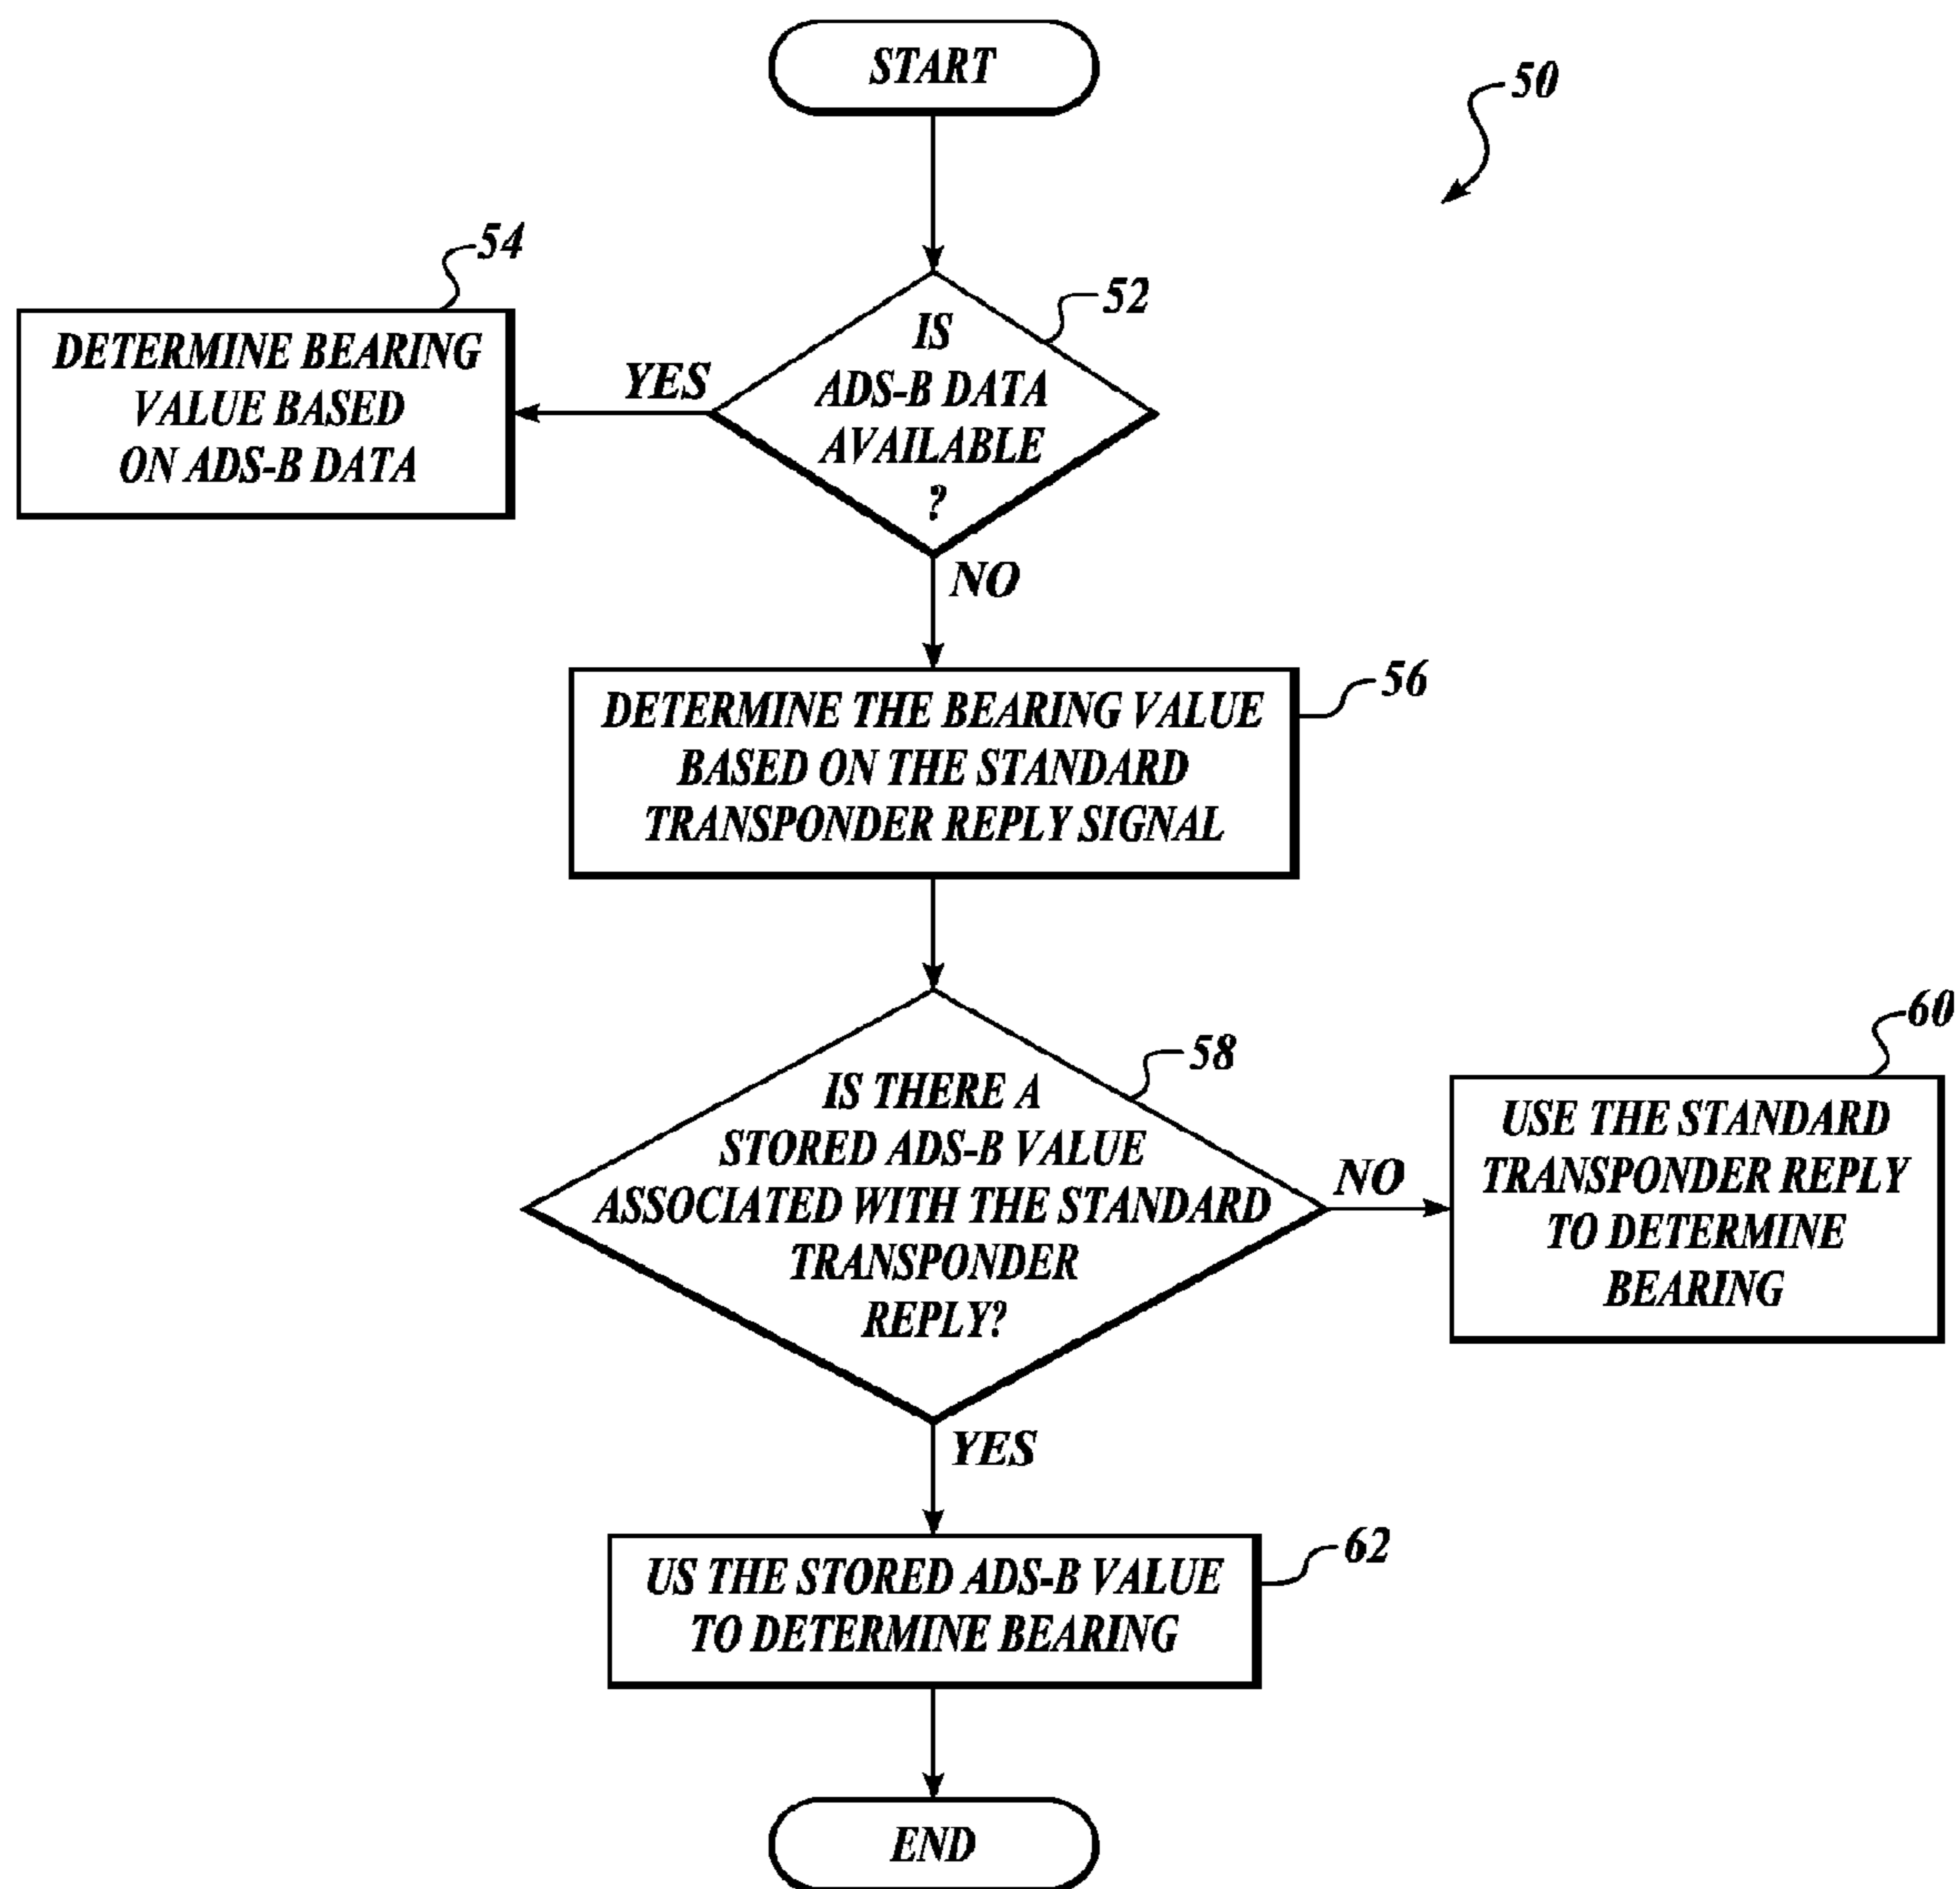 START
50
54
52
DETERMINE BEARING
VALUE BASED
ON ADS-B DATA
YES
IS
ADS-B DATA
AVAILABLE
?
NO
56
DETERMINE THE BEARING VALUE
BASED ON THE STANDARD
TRANSPONDER REPLY SIGNAL
58
IS THERE A
STORED ADS-B VALUE
ASSOCIATED WITH THE STANDARD
TRANSPONDER
REPLY?
NO
60
USE THE STANDARD
TRANSPONDER REPLY
TO DETERMINE
BEARING
YES
62
US THE STORED ADS-B VALUE
TO DETERMINE BEARING
END